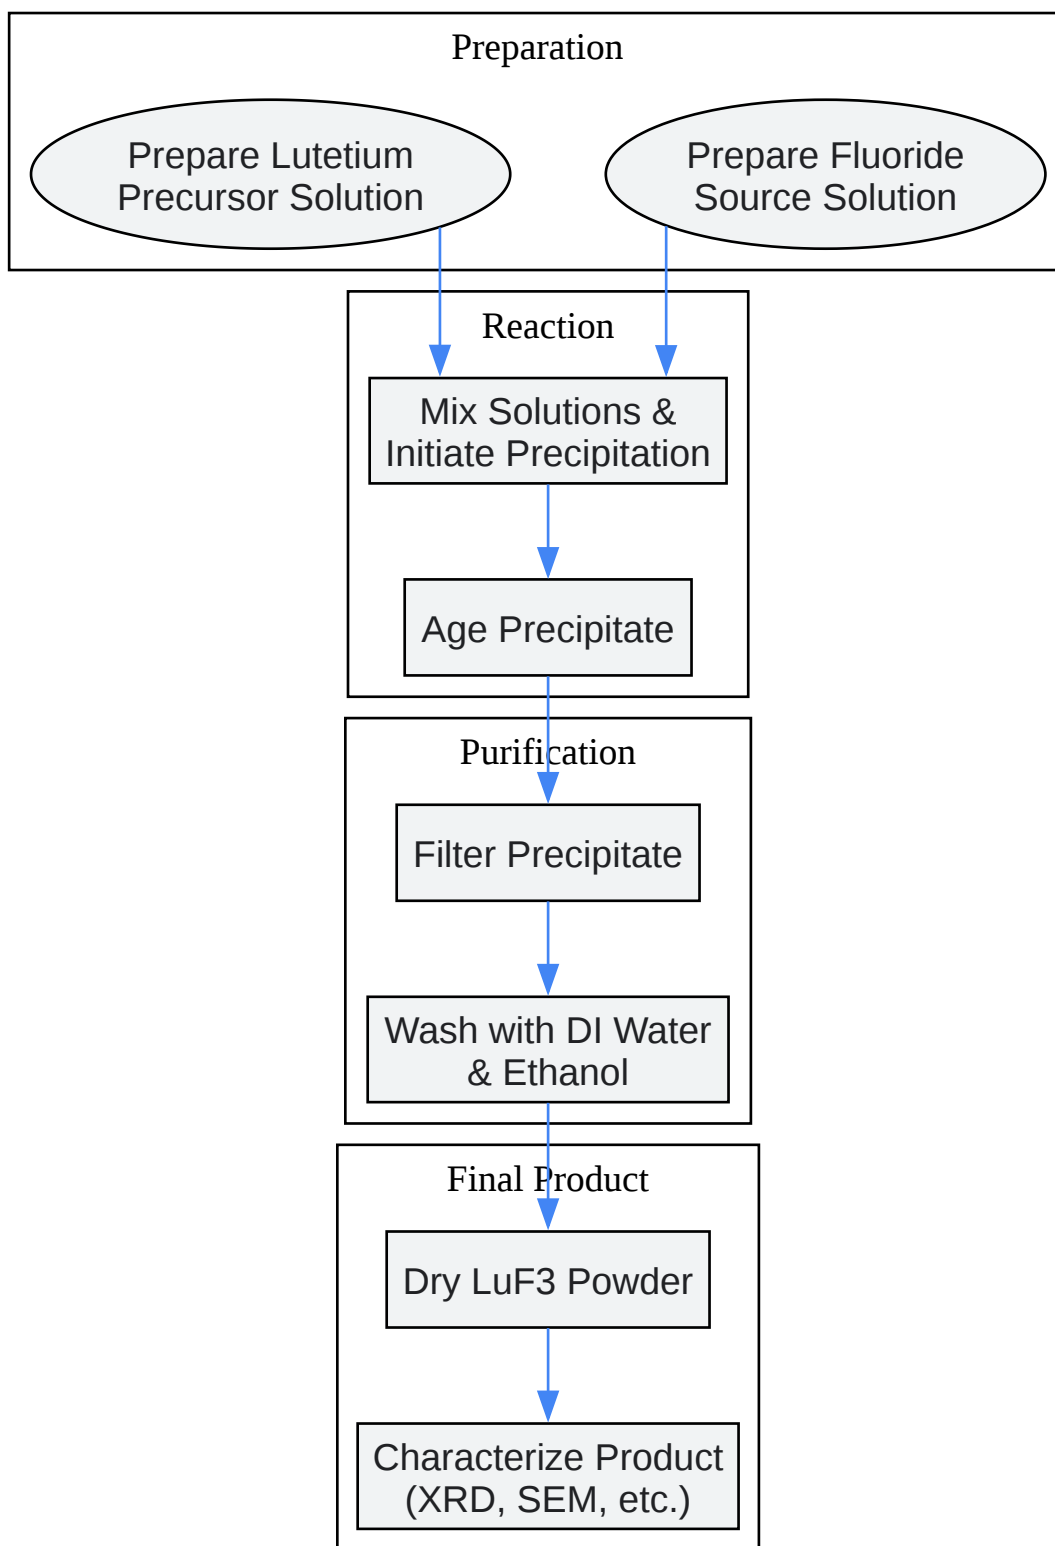 Preparation
Prepare Lutetium
Precursor Solution
Prepare Fluoride
Source Solution
Reaction
Mix Solutions &
Initiate Precipitation
Age Precipitate
Purification
Filter Precipitate
Wash with DI Water
& Ethanol
Final Product
Dry LuF3 Powder
Characterize Product
(XRD, SEM, etc.)